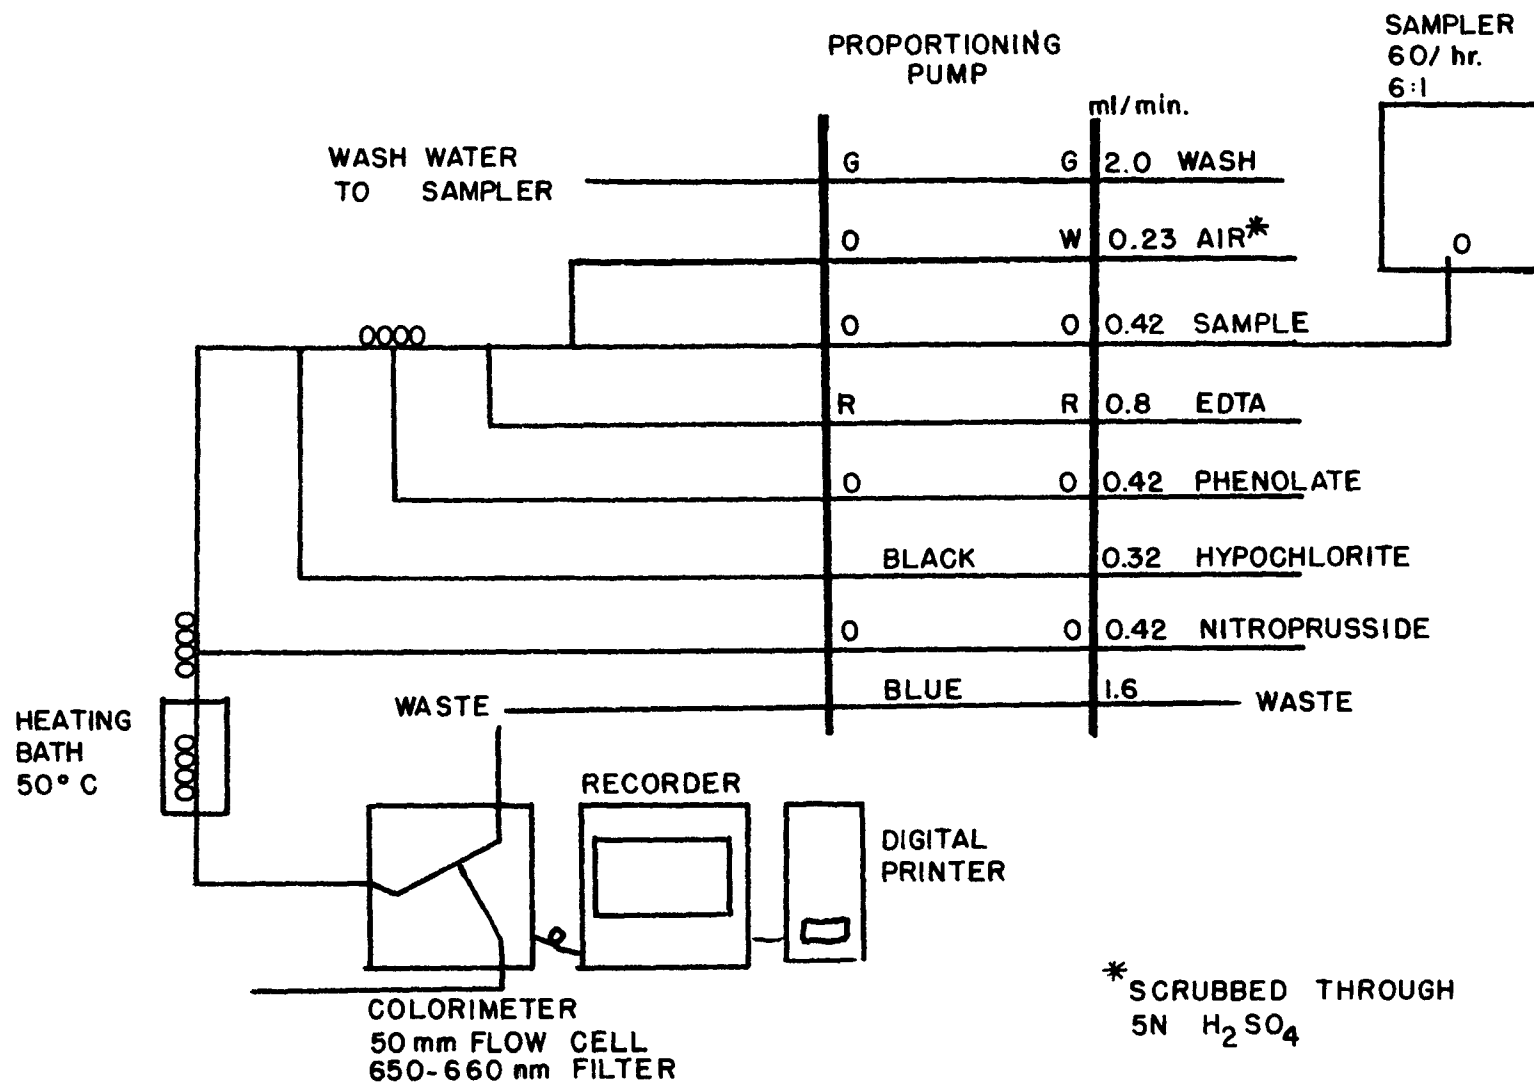 SAMPLER
60/ hr.
6:1
PROPORTIONING
PUMP
ml/min.
WASH WATER
TO SAMPLER
G G 2.0 WASH
O W 0.23 AIR*
O
O O 0.42 SAMPLE
R R 0.8 EDTA
O O 0.42 PHENOLATE
BLACK 0.32 HYPOCHLORITE
O O 0.42 NITROPRUSSIDE
WASTE BLUE 1.6 WASTE
HEATING
BATH
50° C
RECORDER
DIGITAL
PRINTER
COLORIMETER
50 mm FLOW CELL
650-660 nm FILTER
*SCRUBBED THROUGH
5N H₂SO₄